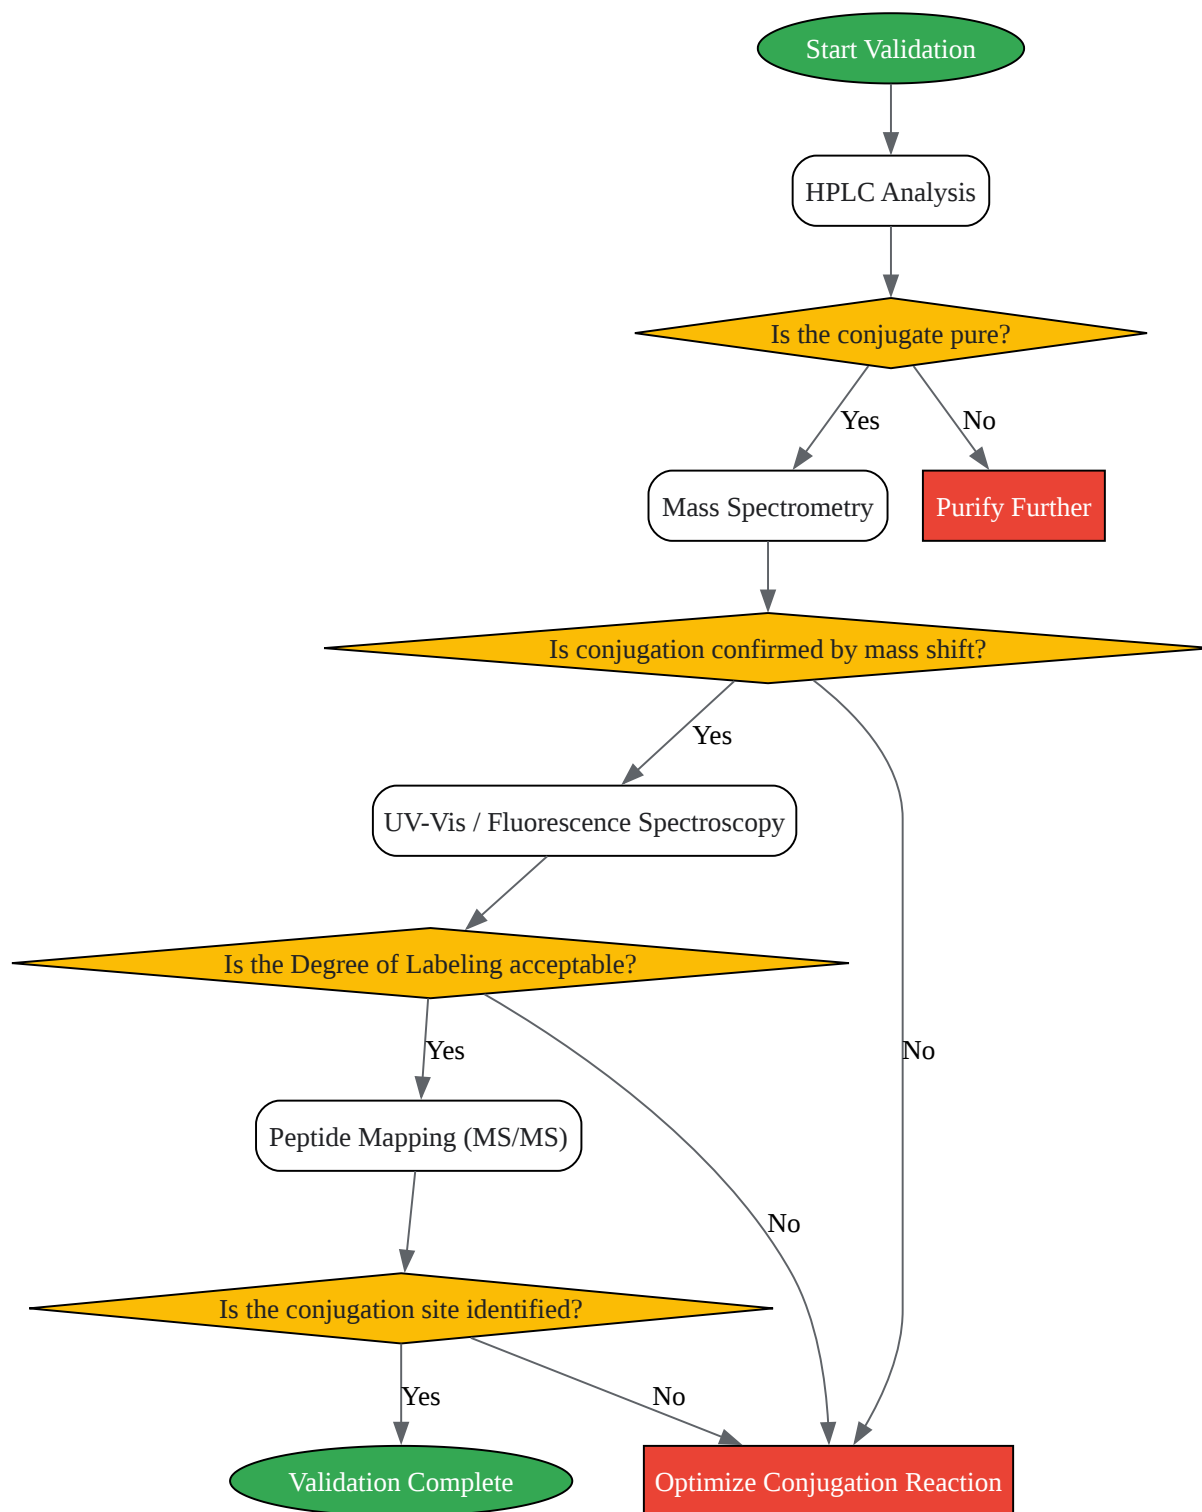 Start Validation
HPLC Analysis
Is the conjugate pure?
Yes
No
Mass Spectrometry
Purify Further
Is conjugation confirmed by mass shift?
Yes
UV-Vis / Fluorescence Spectroscopy
Is the Degree of Labeling acceptable?
Yes
No
Peptide Mapping (MS/MS)
No
Is the conjugation site identified?
Yes
No
Validation Complete
Optimize Conjugation Reaction